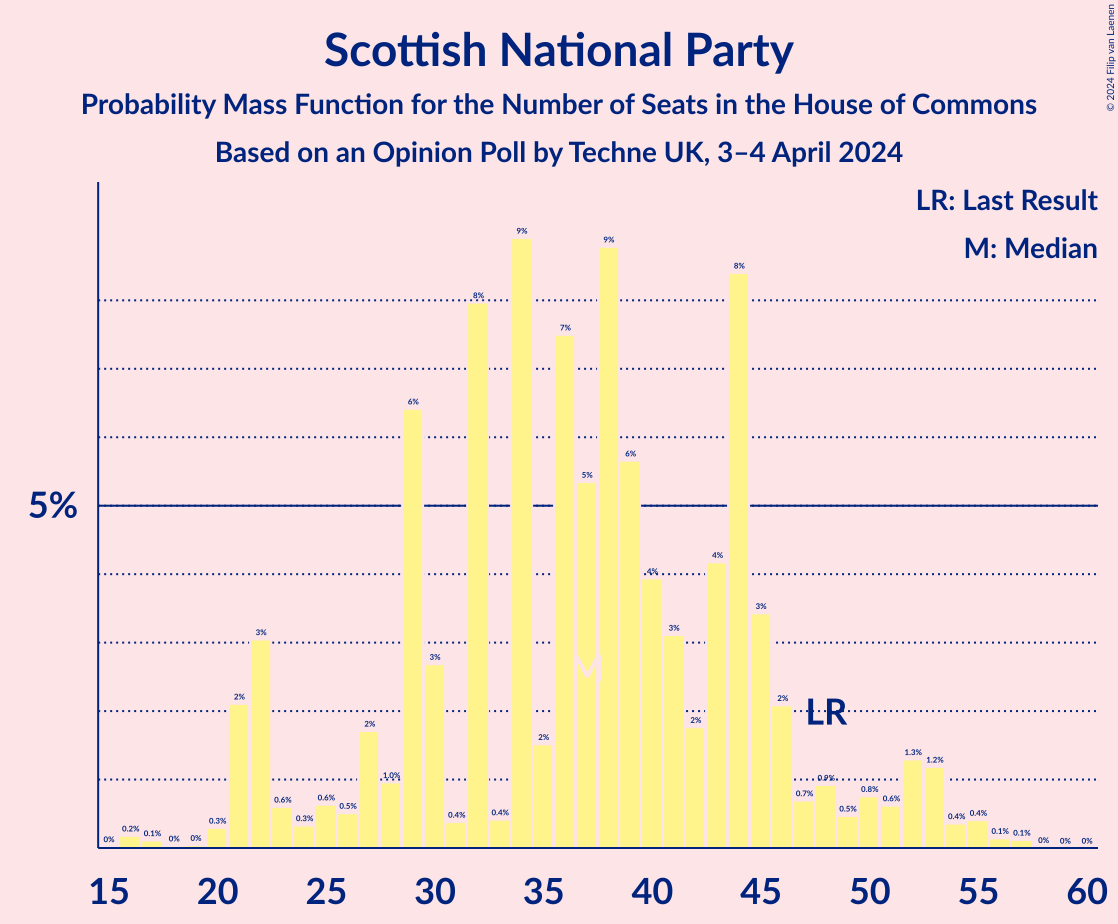 Scottish National Party
Probability Mass Function for the Number of Seats in the House of Commons
Based on an Opinion Poll by Techne UK, 3–4 April 2024
© 2024 Filip van Laenen
LR: Last Result
M: Median
5%
0% 0.2% 0.1% 0% 0% 0.3% 2% 3% 0.6% 0.3% 0.6% 0.5% 2% 1.0% 6% 3% 0.4% 8% 0.4% 9% 2% 7% 5% 9% 6% 4% 3% 2% 4% 8% 3% 2% 0.7% 0.9% 0.5% 0.8% 0.6% 1.3% 1.2% 0.4% 0.4% 0.1% 0.1% 0% 0% 0%
M
LR
15 20 25 30 35 40 45 50 55 60